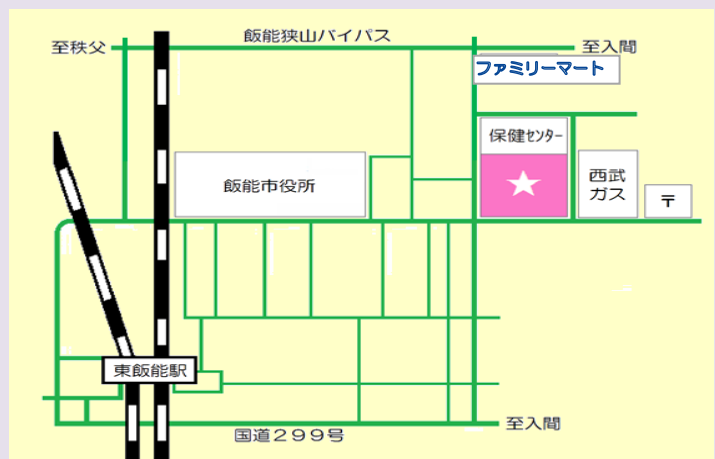 飯能狭山バイパス
至秩父
至入間
ファミリーマート
保健センター
飯能市役所
西武
ガス
〒
東飯能駅
至入間
国道299号